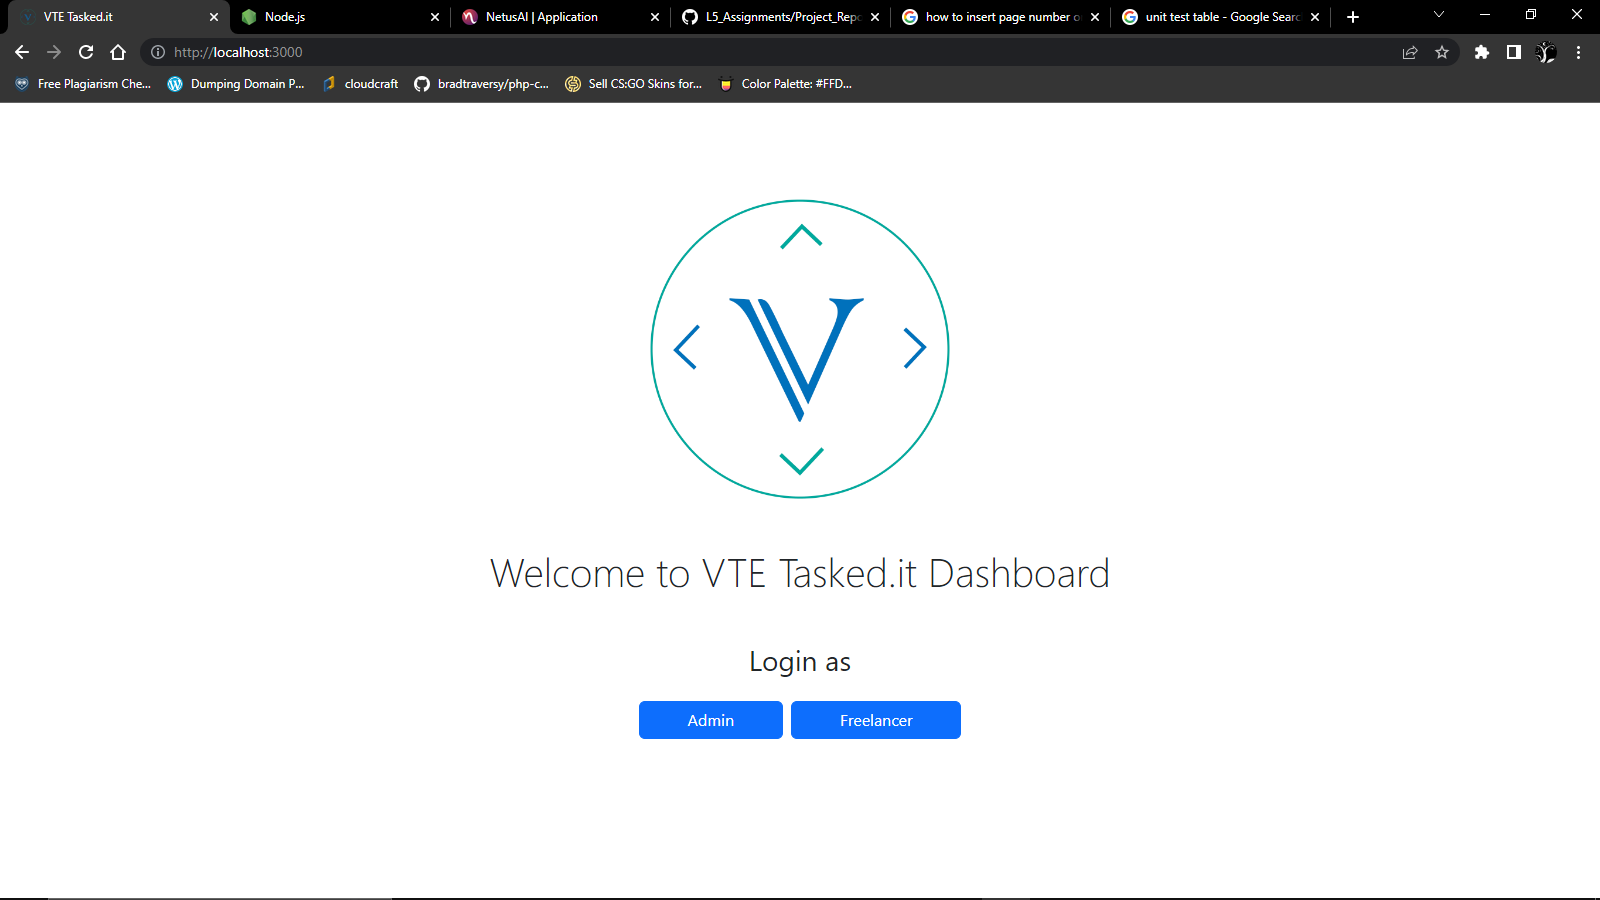 VTE Tasked.it
Node.js
NetusAI | Application
L5_Assignments/Project_Repo
how to insert page number o
unit test table - Google Searc
http://localhost:3000
Free Plagiarism Che...
Dumping Domain P...
cloudcraft
bradtraversy/php-c...
Sell CS:GO Skins for...
Color Palette: #FFD...
V
Welcome to VTE Tasked.it Dashboard
Login as
Admin
Freelancer